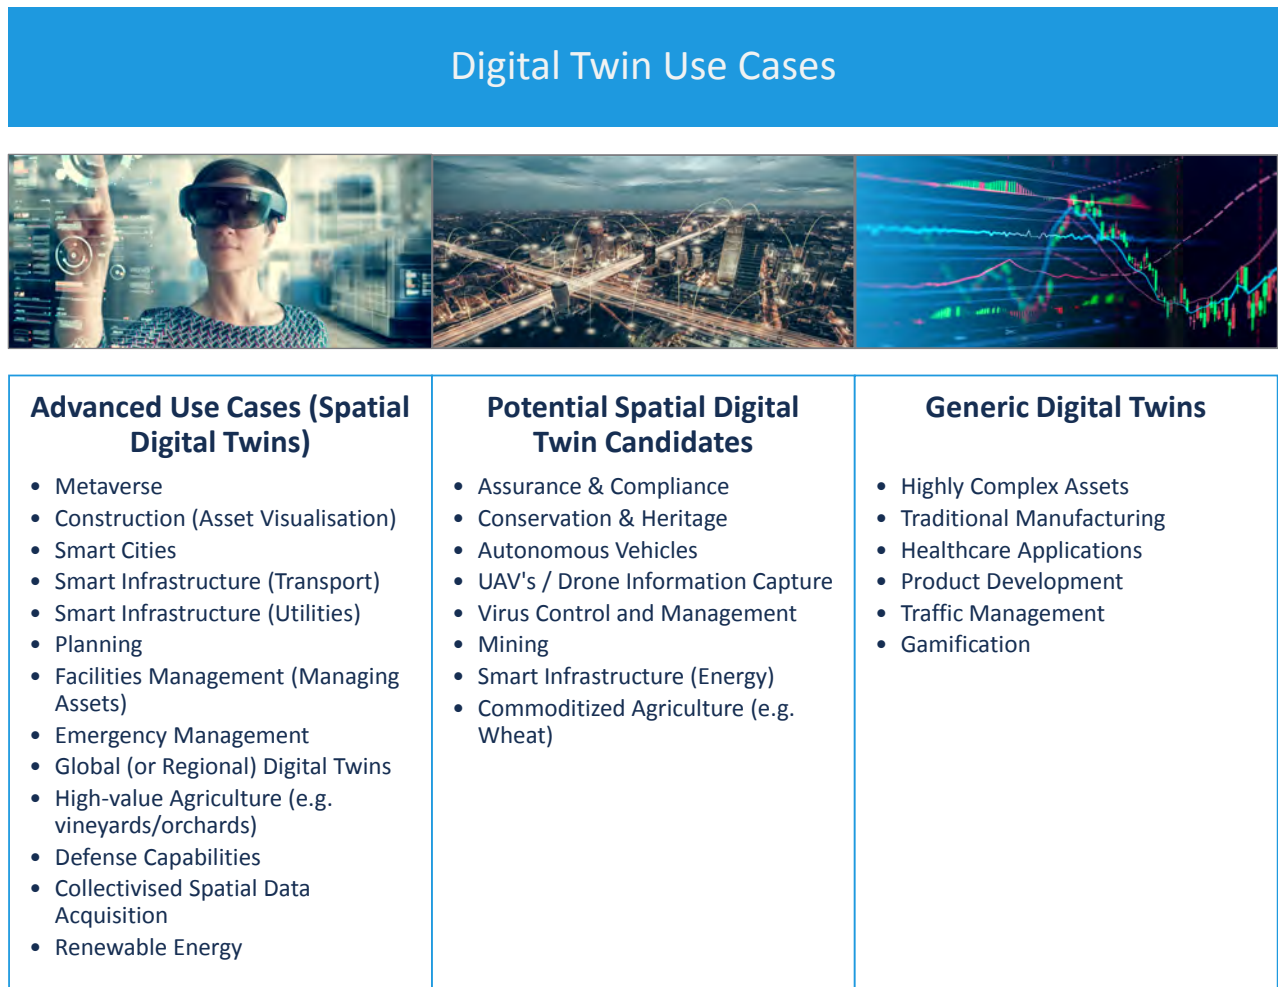 Digital Twin Use Cases
Advanced Use Cases (Spatial
Digital Twins)
• Metaverse
• Construction (Asset Visualisation)
• Smart Cities
• Smart Infrastructure (Transport)
• Smart Infrastructure (Utilities)
• Planning
• Facilities Management (Managing
Assets)
• Emergency Management
• Global (or Regional) Digital Twins
• High-value Agriculture (e.g.
vineyards/orchards)
• Defense Capabilities
• Collectivised Spatial Data
Acquisition
• Renewable Energy
Potential Spatial Digital
Twin Candidates
• Assurance & Compliance
• Conservation & Heritage
• Autonomous Vehicles
• UAV's / Drone Information Capture
• Virus Control and Management
• Mining
• Smart Infrastructure (Energy)
• Commoditized Agriculture (e.g.
Wheat)
Generic Digital Twins
• Highly Complex Assets
• Traditional Manufacturing
• Healthcare Applications
• Product Development
• Traffic Management
• Gamification